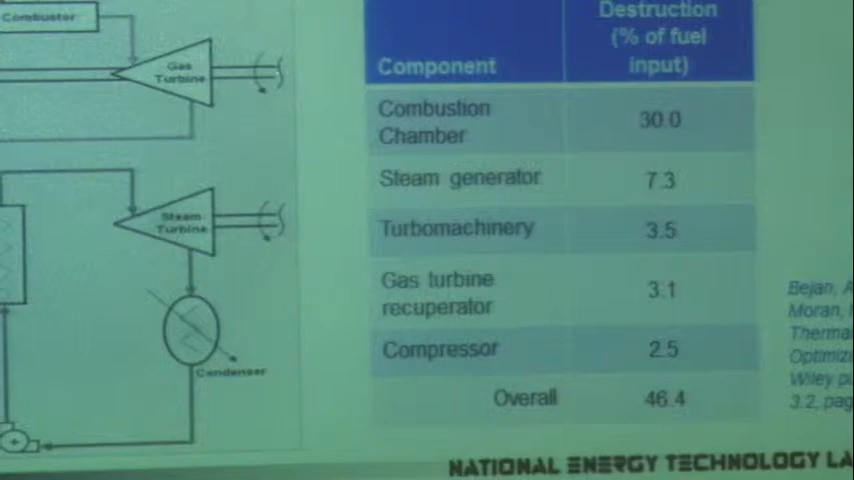 Combustor
Gas
Turbine
Steam
Turbine
Condenser
Component
Destruction
(% of fuel
input)
Combustion
Chamber
30.0
Steam generator
7.3
Turbomachinery
3.5
Gas turbine
recuperator
3.1
Compressor
2.5
Overall
46.4
Bejan, A
Moran,
Thermal
Optimiz
Wiley pu
3.2, pag
NATIONAL ENERGY TECHNOLOGY LA